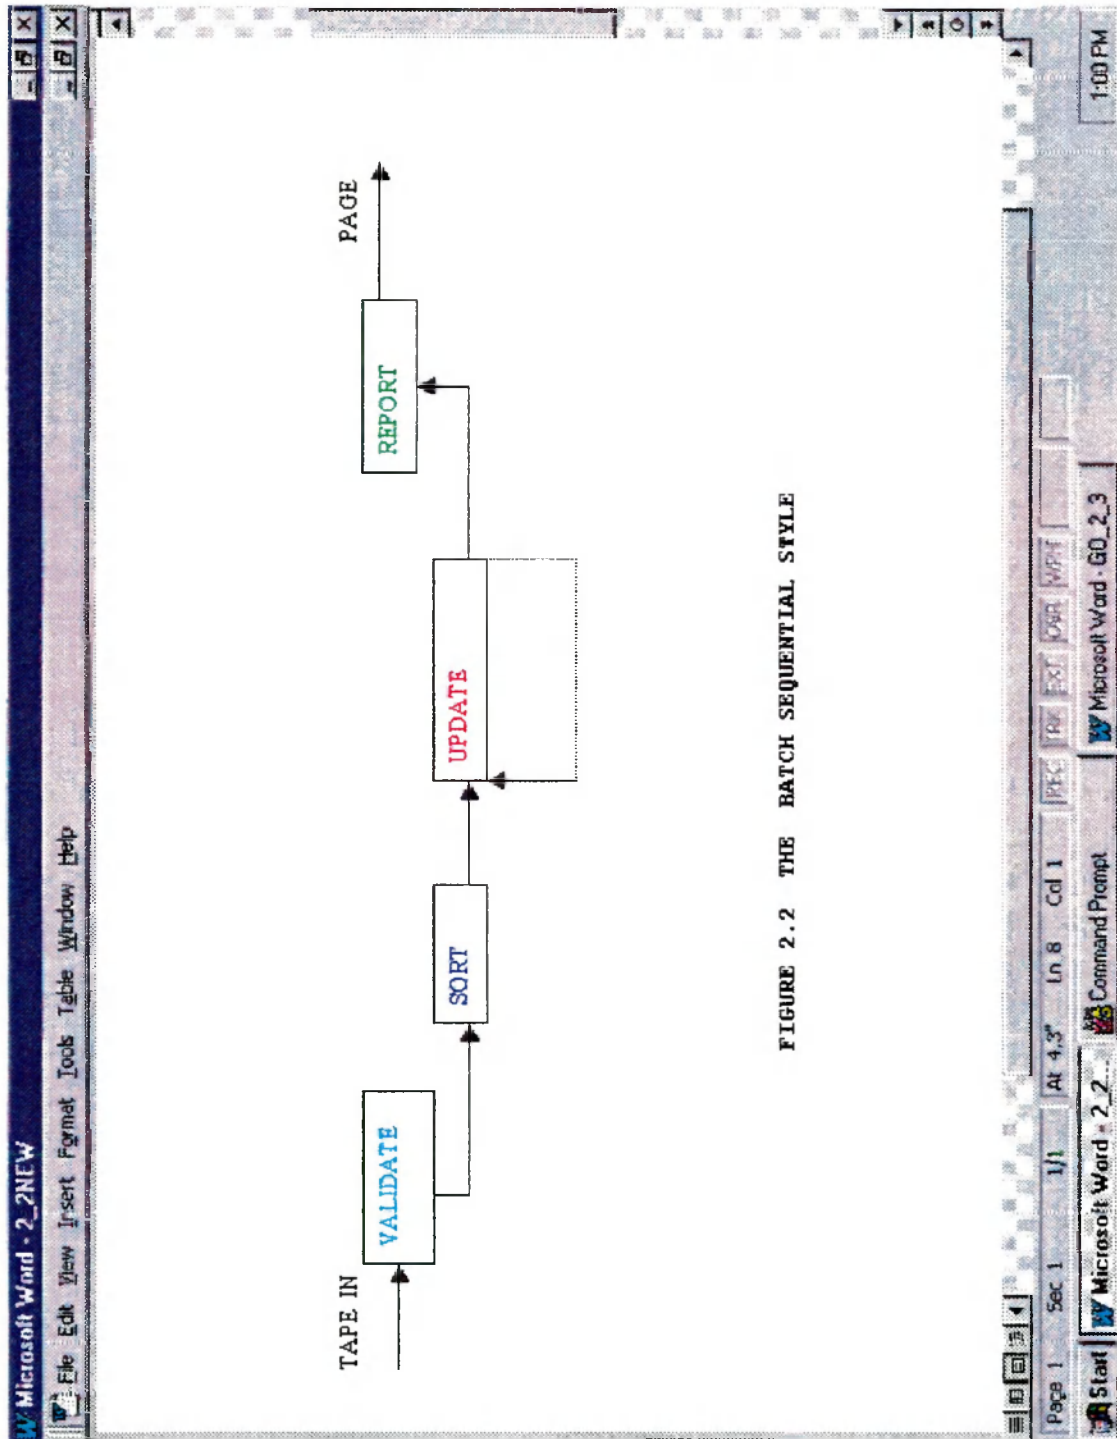 Microsoft Word - 2_2NEW
File Edit View Insert Format Tools Table Window Help
TAPE IN
PAGE
VALIDATE
REPORT
SORT
UPDATE
FIGURE 2.2 THE BATCH SEQUENTIAL STYLE
Page 1 Sec 1 1/1 At 4,3" Ln 8 Col 1 REC TRK EXT OVR WPH
Start Microsoft Word - 2_2... Command Prompt Microsoft Word - GO_2_3 1:00 PM